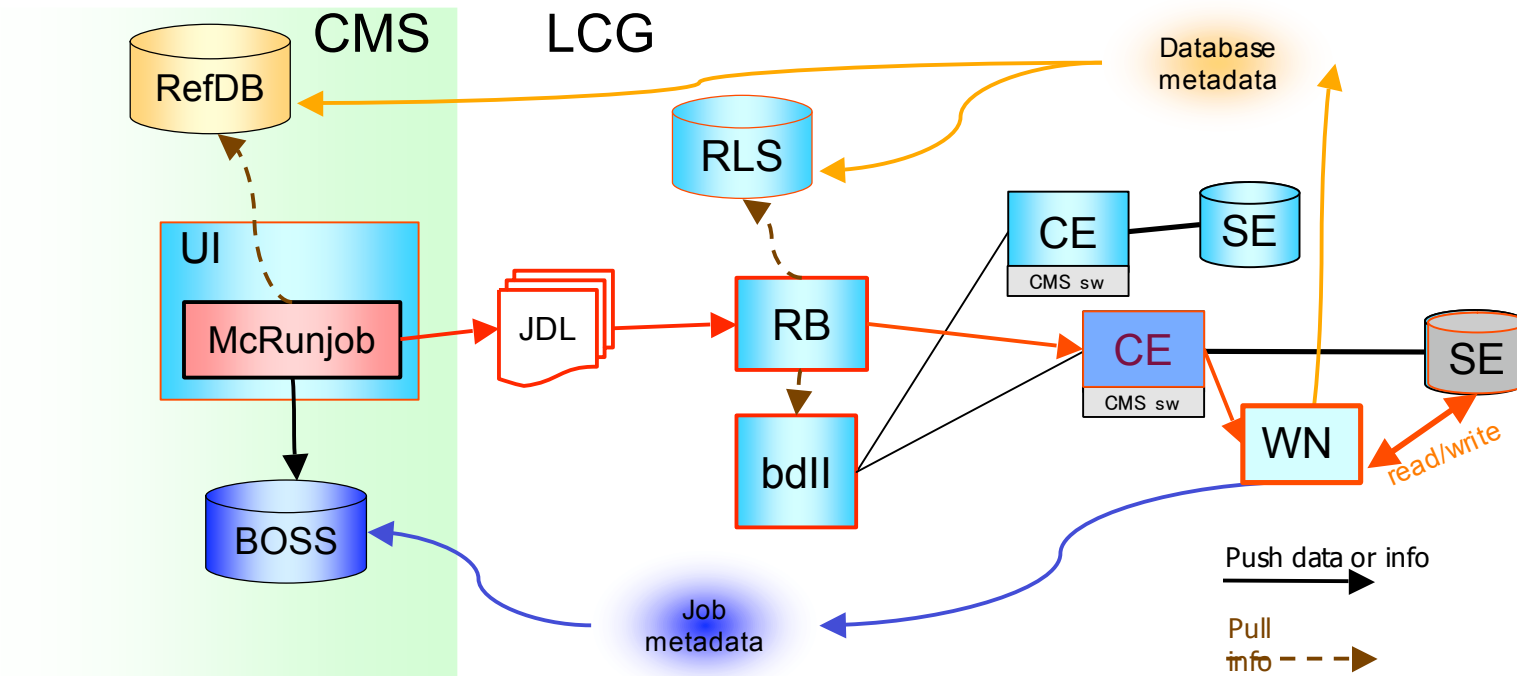 CMS
LCG
RefDB
Database
metadata
RLS
UI
CE
SE
CMS sw
McRunjob
JDL
RB
CE
SE
CMS sw
WN
read/write
bdII
BOSS
Job
metadata
Push data or info
Pull
info